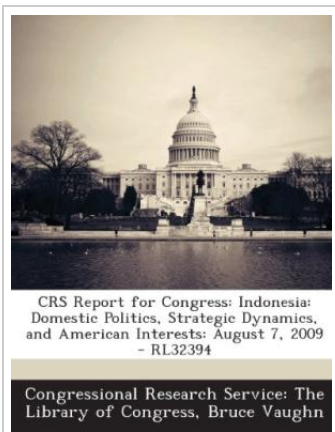 CRS Report for Congress: Indonesia:
Domestic Politics, Strategic Dynamics,
and American Interests: August 7, 2009
- RL32394
Congressional Research Service: The
Library of Congress, Bruce Vaughn